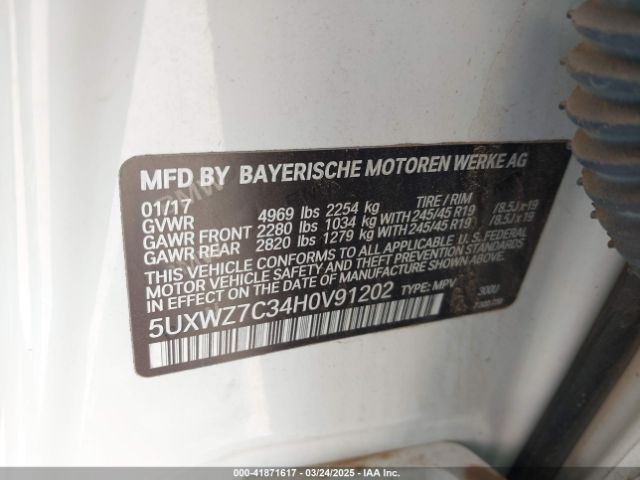 MFD BY BAYERISCHE MOTOREN WERKE AG
01/17 TIRE / RIM
GVWR 4969 lbs 2254 kg
GAWR FRONT 2280 lbs 1034 kg WITH 245/45 R19 /8.5J x 19
GAWR REAR 2820 lbs 1279 kg WITH 245/45 R19 /8.5J x 19
THIS VEHICLE CONFORMS TO ALL APPLICABLE U.S. FEDERAL
MOTOR VEHICLE SAFETY AND THEFT PREVENTION STANDARDS
IN EFFECT ON THE DATE OF MANUFACTURE SHOWN ABOVE.
5UXWZ7C34H0V91202 TYPE: MPV 300U
000-41871617 - 03/24/2025 - IAA Inc.